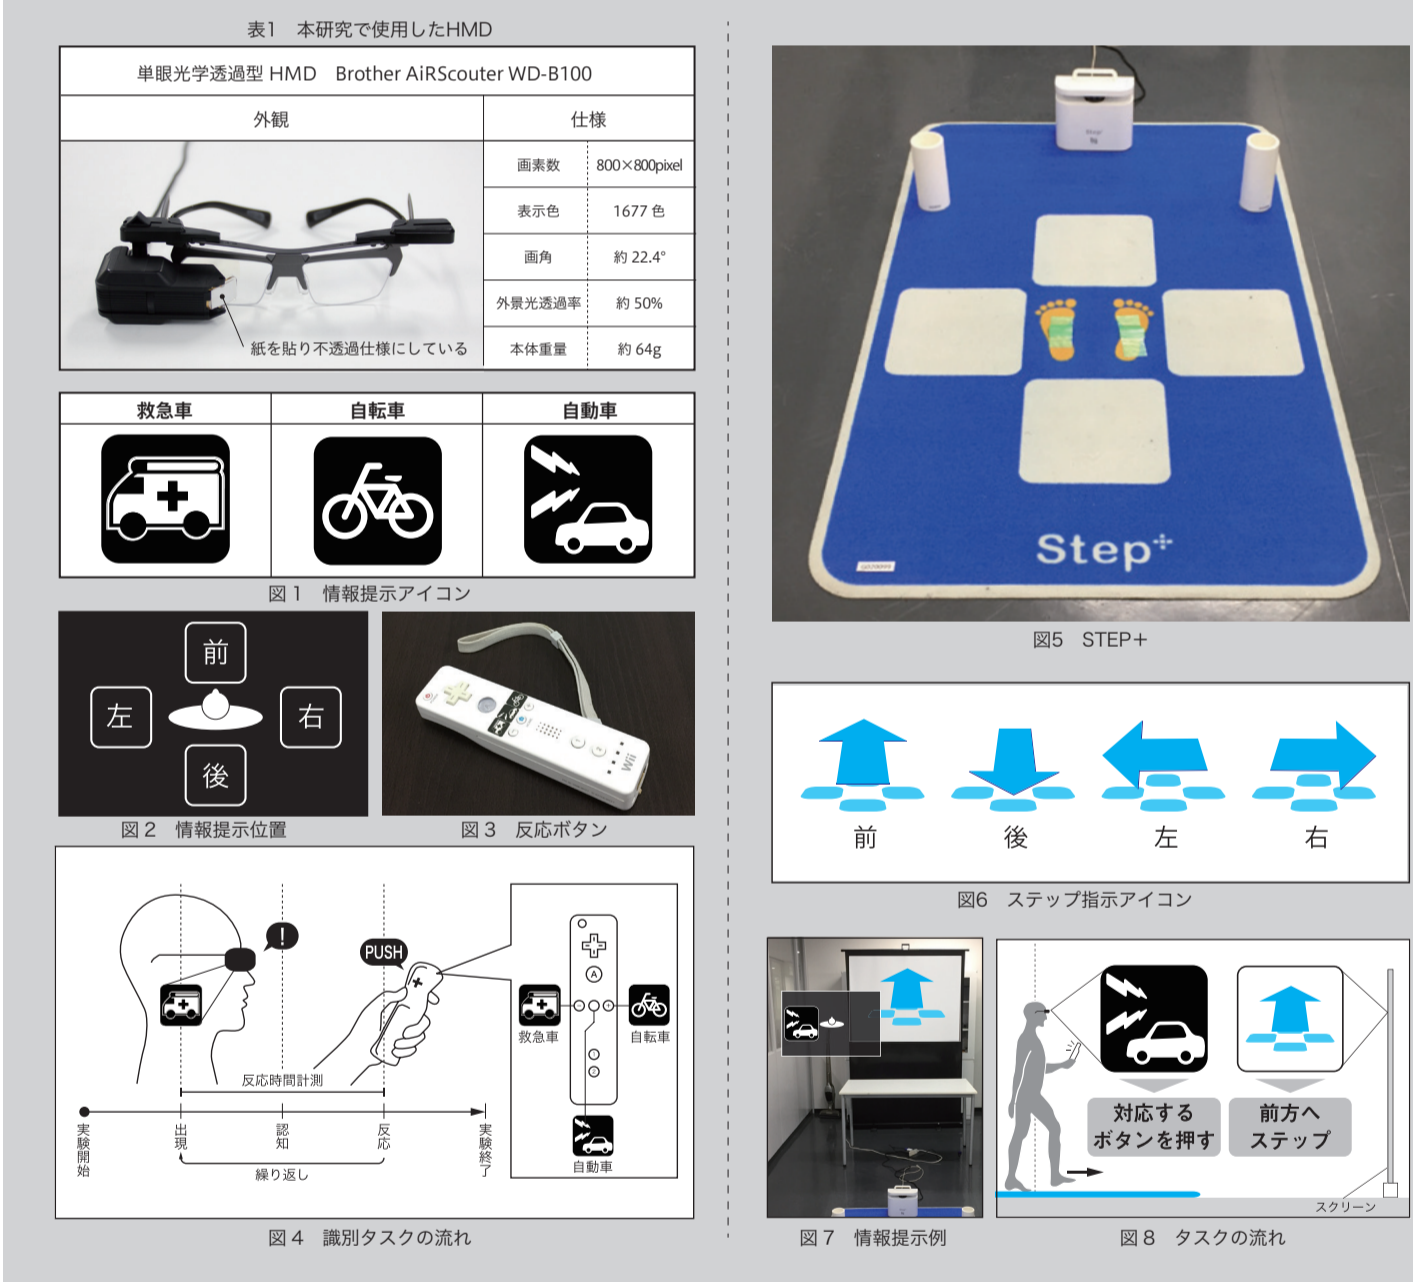 表1 本研究で使用したHMD
単眼光学透過型 HMD Brother AiRScouter WD-B100
外観
仕様
画素数 800×800pixel
表示色 1677 色
画角 約 22.4°
外景光透過率 約 50%
本体重量 約 64g
紙を貼り不透過仕様にしている
救急車 自転車 自動車
図 1 情報提示アイコン
前
左
右
後
図 2 情報提示位置
Wii
図 3 反応ボタン
!
PUSH
A
救急車
自転車
自動車
反応時間計測
実験開始
出現
認知
反応
実験終了
繰り返し
図 4 識別タスクの流れ
Step+
図5 STEP+
前 後 左 右
図6 ステップ指示アイコン
図 7 情報提示例
対応する
ボタンを押す
前方へ
ステップ
スクリーン
図 8 タスクの流れ